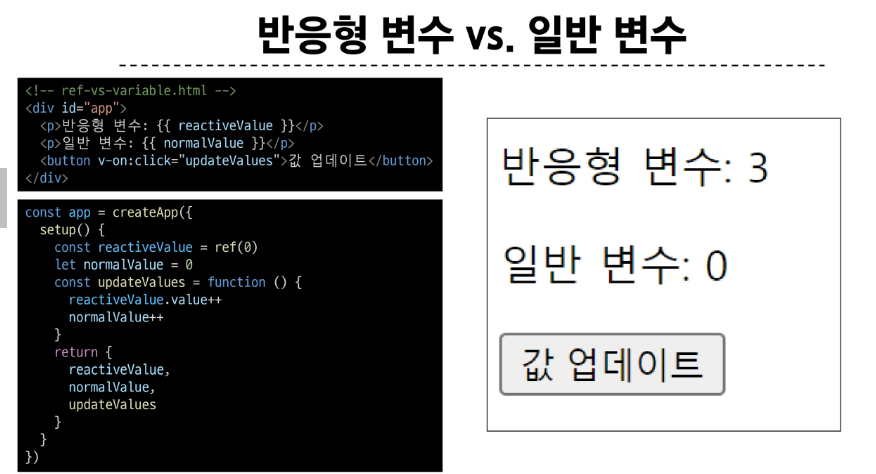 반응형 변수 vs. 일반 변수
<!-- ref-vs-variable.html -->
<div id="app">
  <p>반응형 변수: {{ reactiveValue }}</p>
  <p>일반 변수: {{ normalValue }}</p>
  <button v-on:click="updateValues">값 업데이트</button>
</div>
const app = createApp({
  setup() {
    const reactiveValue = ref(0)
    let normalValue = 0
    const updateValues = function () {
      reactiveValue.value++
      normalValue++
    }
    return {
      reactiveValue,
      normalValue,
      updateValues
    }
  }
})
반응형 변수: 3
일반 변수: 0
값 업데이트